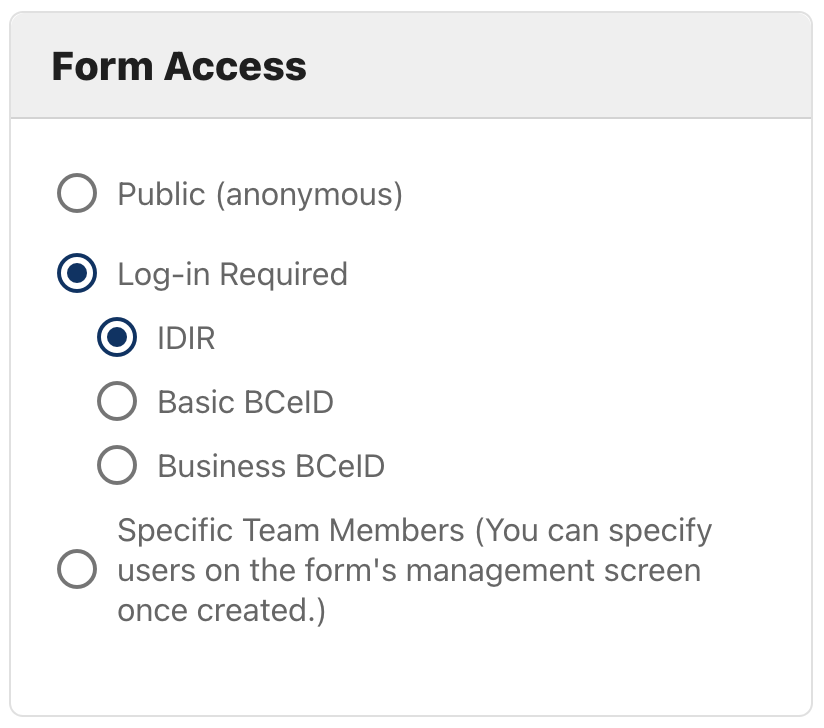 Form Access
Public (anonymous)
Log-in Required
IDIR
Basic BCeID
Business BCeID
Specific Team Members (You can specify
users on the form's management screen
once created.)